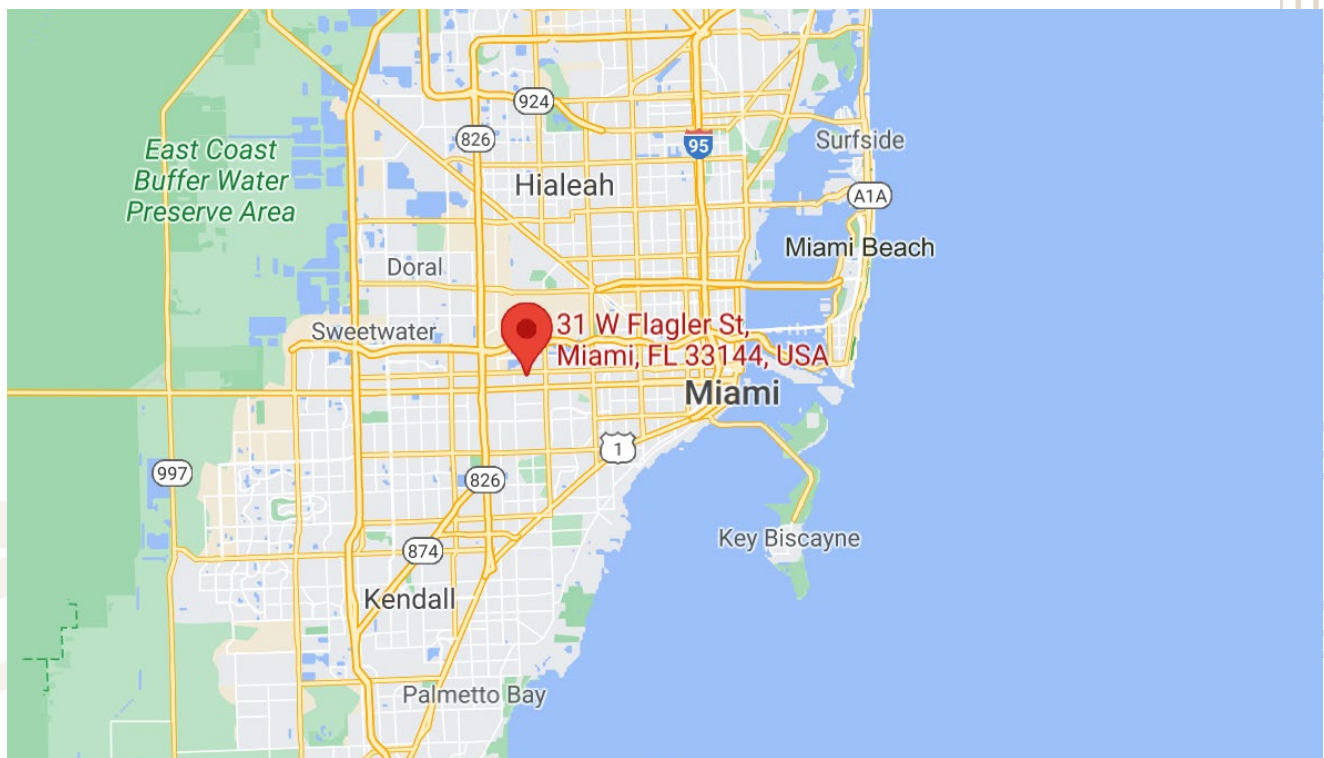 924
826
95
Surfside
East Coast
Buffer Water
Preserve Area
Hialeah
A1A
Miami Beach
Doral
Sweetwater
31 W Flagler St,
Miami, FL 33144, USA
Miami
1
997
826
Key Biscayne
874
Kendall
Palmetto Bay